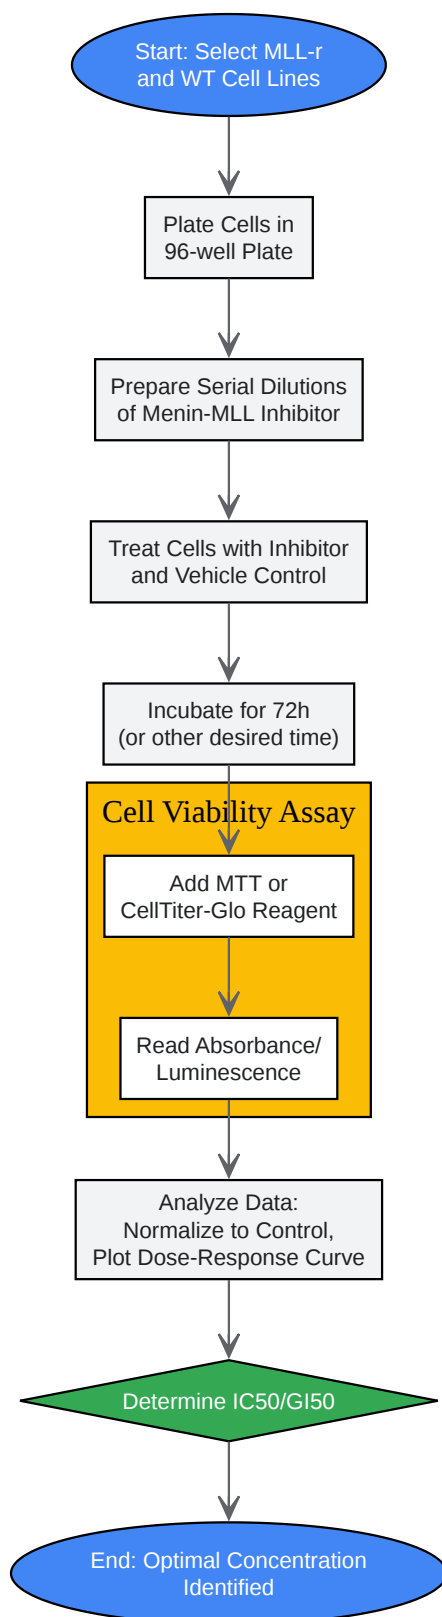 Start: Select MLL-r
and WT Cell Lines
Plate Cells in
96-well Plate
Prepare Serial Dilutions
of Menin-MLL Inhibitor
Treat Cells with Inhibitor
and Vehicle Control
Incubate for 72h
(or other desired time)
Cell Viability Assay
Add MTT or
CellTiter-Glo Reagent
Read Absorbance/
Luminescence
Analyze Data:
Normalize to Control,
Plot Dose-Response Curve
Determine IC50/GI50
End: Optimal Concentration
Identified